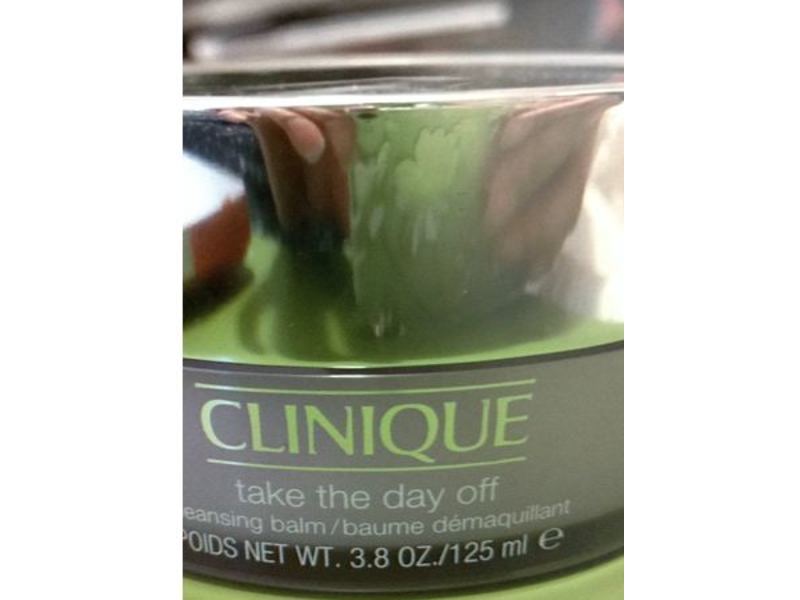 CLINIQUE
take the day off
eansing balm/baume démaquillant
POIDS NET WT. 3.8 OZ./125 ml e